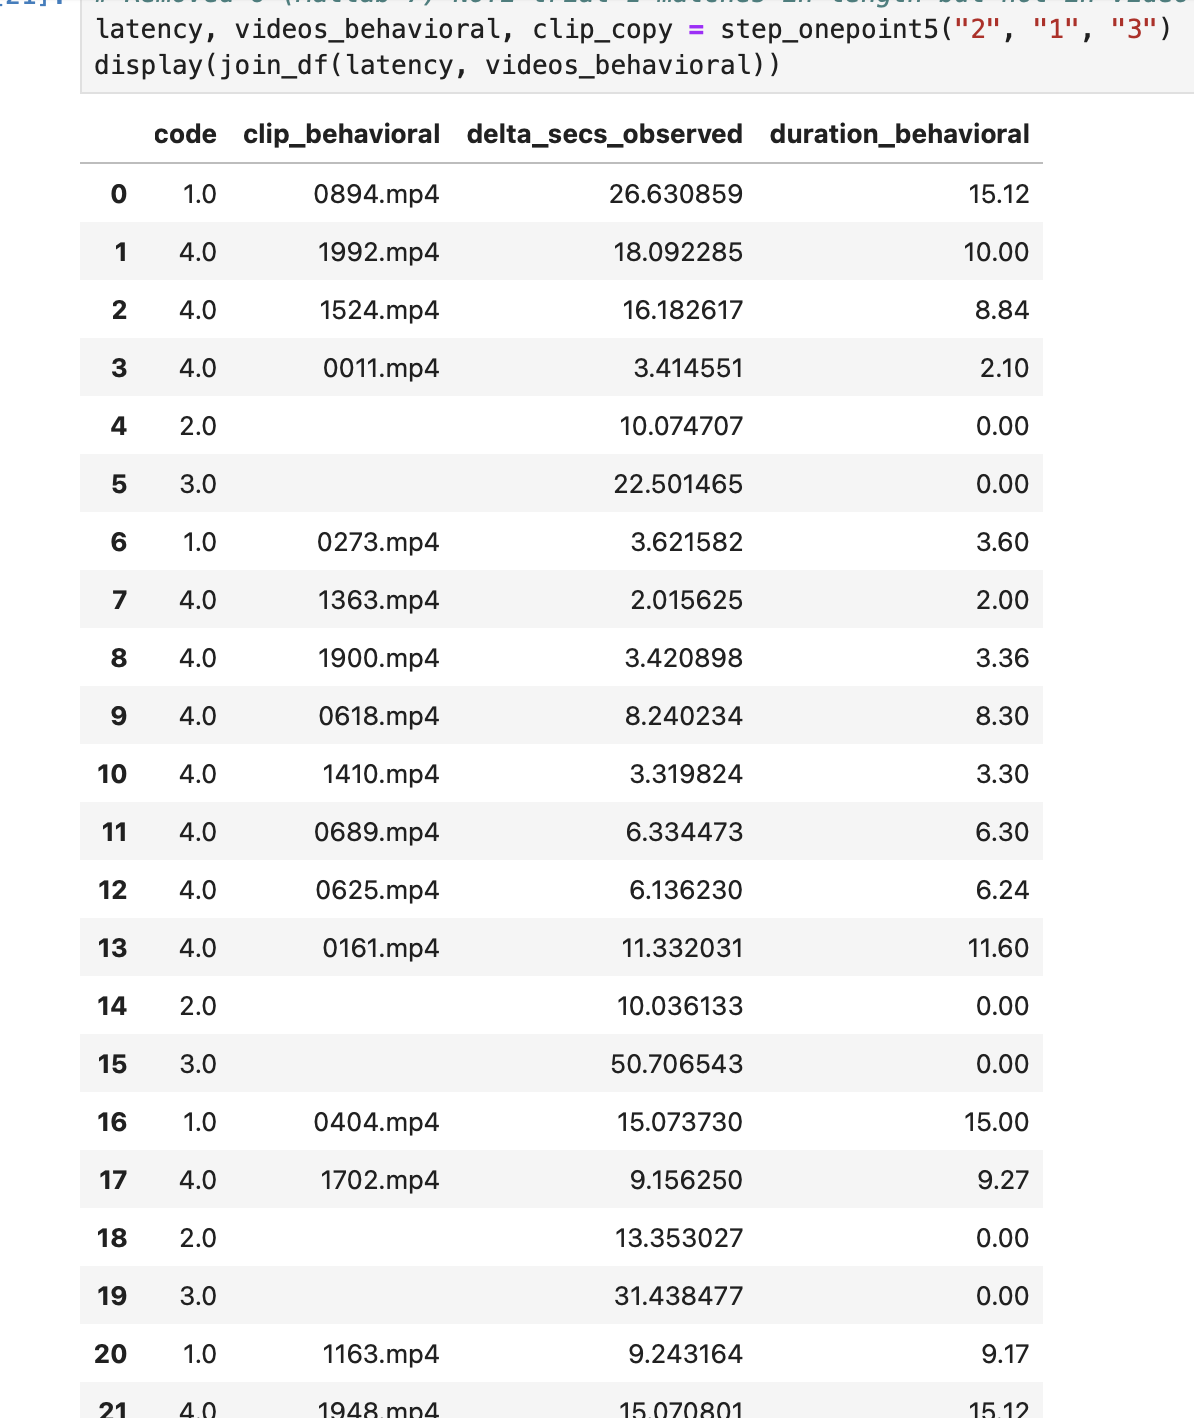 latency, videos_behavioral, clip_copy = step_onepoint5("2", "1", "3")
display(join_df(latency, videos_behavioral))
code clip_behavioral delta_secs_observed duration_behavioral
0 1.0 0894.mp4 26.630859 15.12
1 4.0 1992.mp4 18.092285 10.00
2 4.0 1524.mp4 16.182617 8.84
3 4.0 0011.mp4 3.414551 2.10
4 2.0 10.074707 0.00
5 3.0 22.501465 0.00
6 1.0 0273.mp4 3.621582 3.60
7 4.0 1363.mp4 2.015625 2.00
8 4.0 1900.mp4 3.420898 3.36
9 4.0 0618.mp4 8.240234 8.30
10 4.0 1410.mp4 3.319824 3.30
11 4.0 0689.mp4 6.334473 6.30
12 4.0 0625.mp4 6.136230 6.24
13 4.0 0161.mp4 11.332031 11.60
14 2.0 10.036133 0.00
15 3.0 50.706543 0.00
16 1.0 0404.mp4 15.073730 15.00
17 4.0 1702.mp4 9.156250 9.27
18 2.0 13.353027 0.00
19 3.0 31.438477 0.00
20 1.0 1163.mp4 9.243164 9.17
21 4.0 1948.mp4 15.070801 15.12